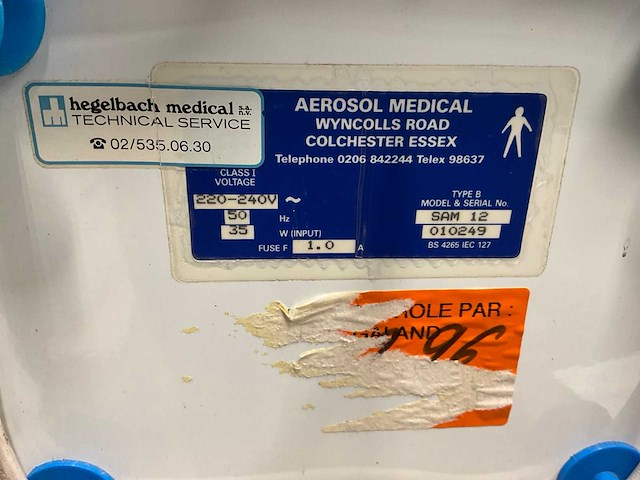 hegelbach medical s.a. n.v.
TECHNICAL SERVICE
☎ 02/535.06.30
AEROSOL MEDICAL
WYNCOLLS ROAD
COLCHESTER ESSEX
Telephone 0206 842244 Telex 98637
CLASS I
VOLTAGE
220-240V ~
50 Hz
35 W (INPUT)
FUSE F 1.0 A
TYPE B
MODEL & SERIAL No.
SAM 12
010249
BS 4265 IEC 127
PAR :